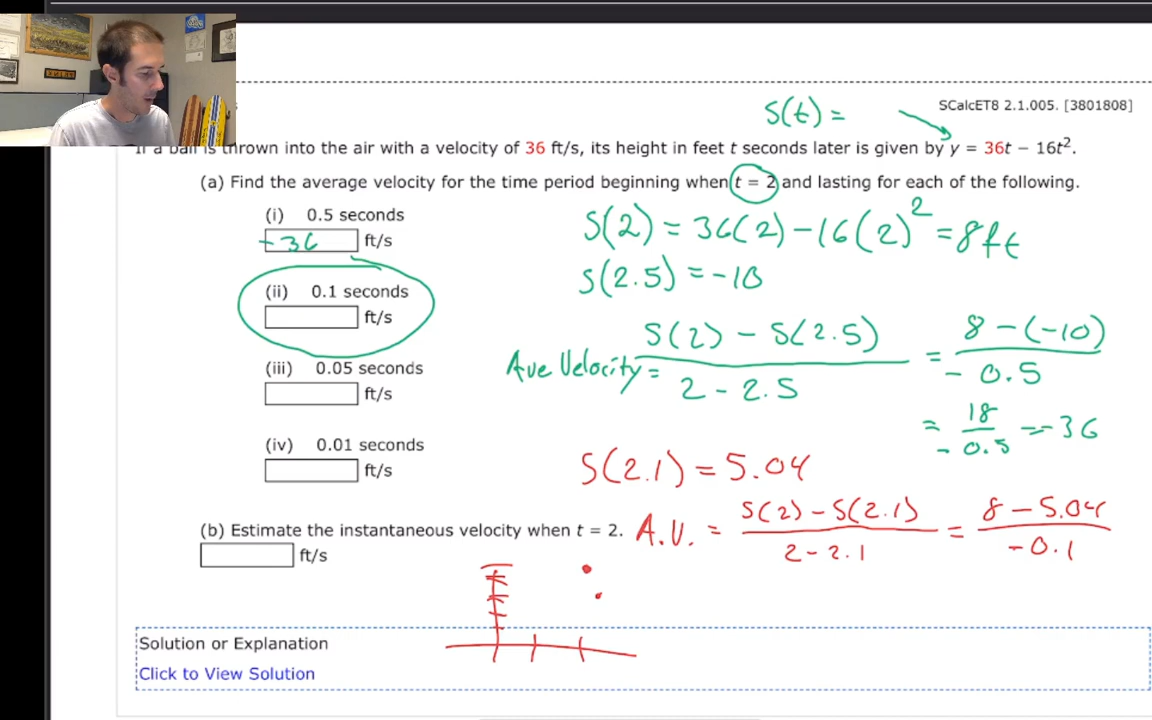 S(t) =
SCalcET8 2.1.005. [3801808]
If a ball is thrown into the air with a velocity of 36 ft/s, its height in feet t seconds later is given by y = 36t − 16t².
(a) Find the average velocity for the time period beginning when t = 2 and lasting for each of the following.
(i) 0.5 seconds
-36 ft/s
S(2) = 36(2) - 16(2)² = 8ft
S(2.5) = -10
(ii) 0.1 seconds
ft/s
Ave Velocity = S(2) - S(2.5) / 2 - 2.5 = 8 - (-10) / - 0.5
= 18 / - 0.5 = -36
(iii) 0.05 seconds
ft/s
(iv) 0.01 seconds
ft/s
S(2.1) = 5.04
(b) Estimate the instantaneous velocity when t = 2.
ft/s
A.V. = S(2) - S(2.1) / 2 - 2.1 = 8 - 5.04 / - 0.1
Solution or Explanation
Click to View Solution